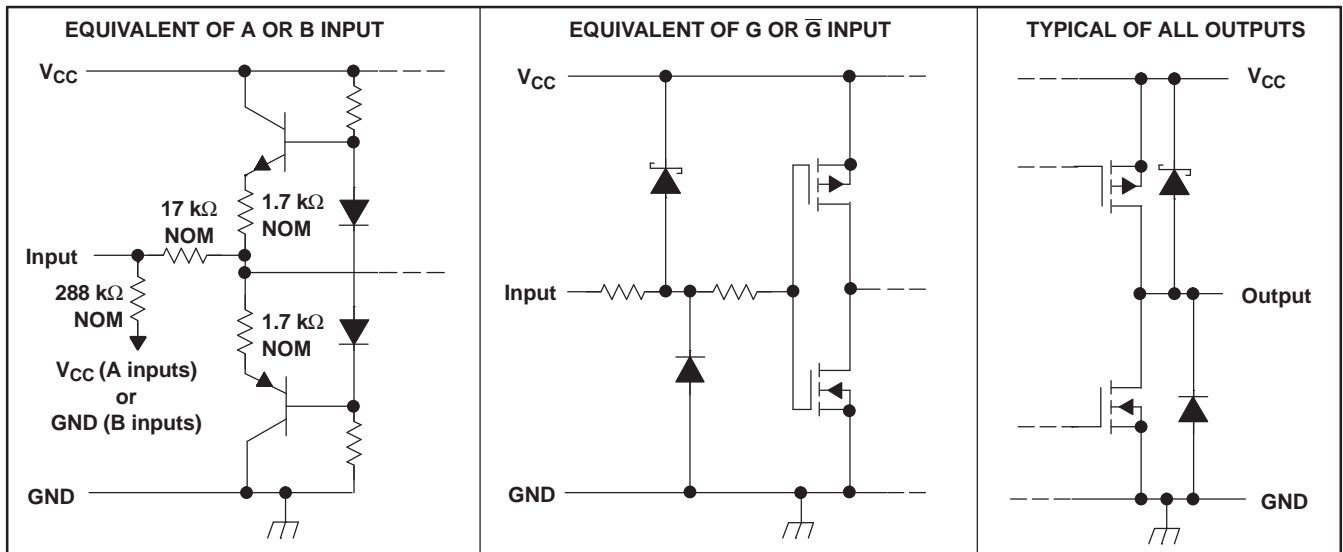 EQUIVALENT OF A OR B INPUT
VCC
17 kΩ
NOM
1.7 kΩ
NOM
Input
288 kΩ
NOM
1.7 kΩ
NOM
VCC (A inputs)
or
GND (B inputs)
GND
EQUIVALENT OF G OR G̅ INPUT
VCC
Input
GND
TYPICAL OF ALL OUTPUTS
VCC
Output
GND